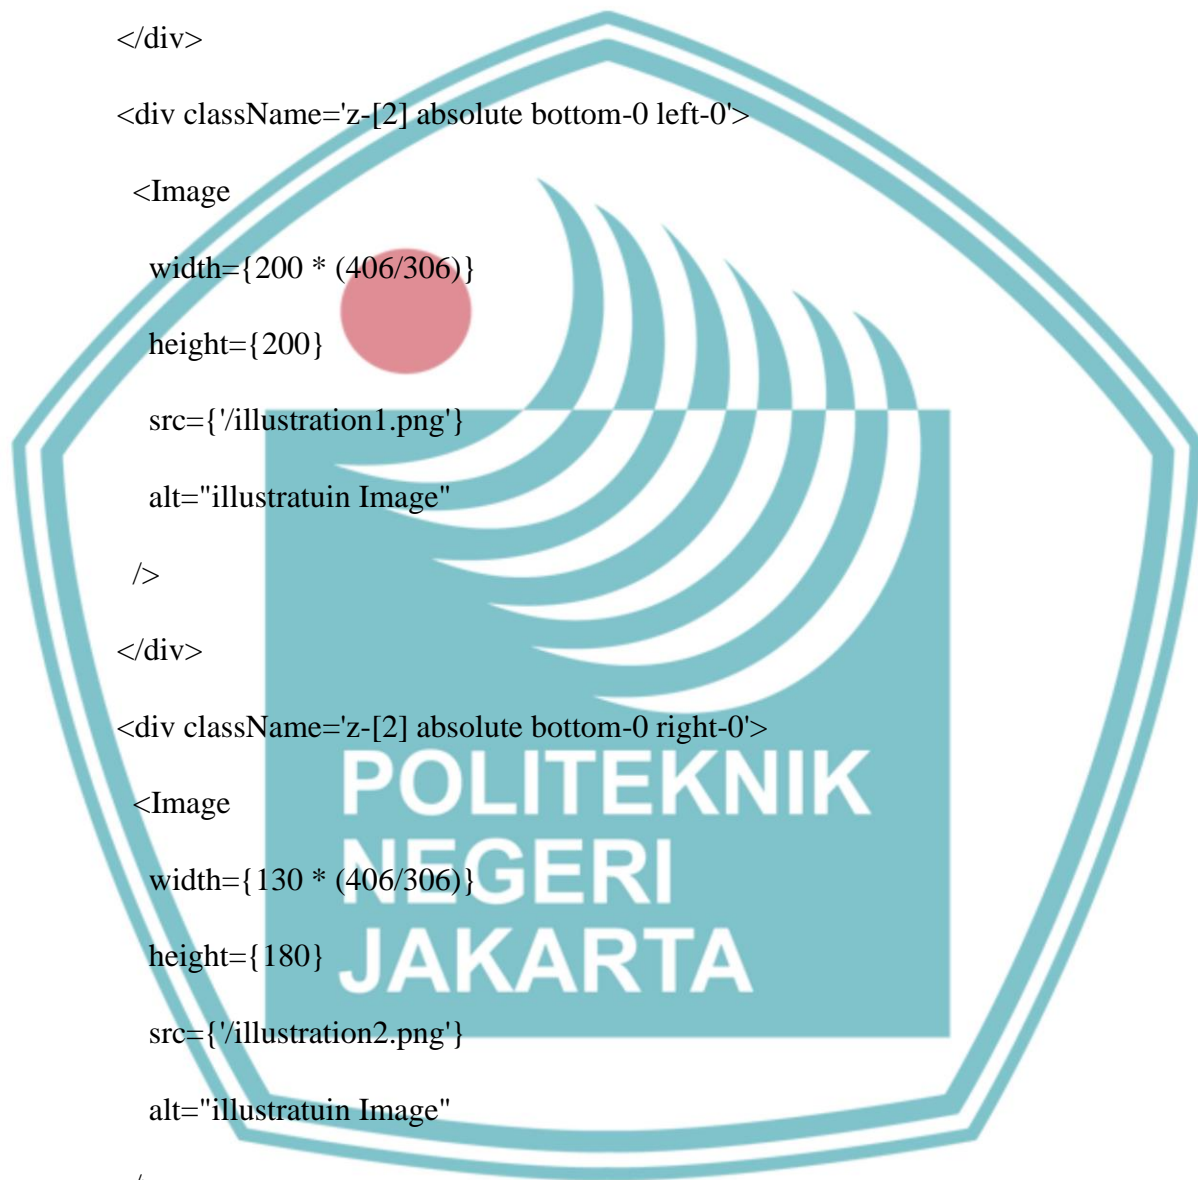 </div>
<div className='z-[2] absolute bottom-0 left-0'>
<Image
width={200 * (406/306)}
height={200}
src={'/illustration1.png'}
alt="illustratuin Image"
/>
</div>
<div className='z-[2] absolute bottom-0 right-0'>
<Image
width={130 * (406/306)}
height={180}
src={'/illustration2.png'}
alt="illustratuin Image"
POLITEKNIK
NEGERI
JAKARTA